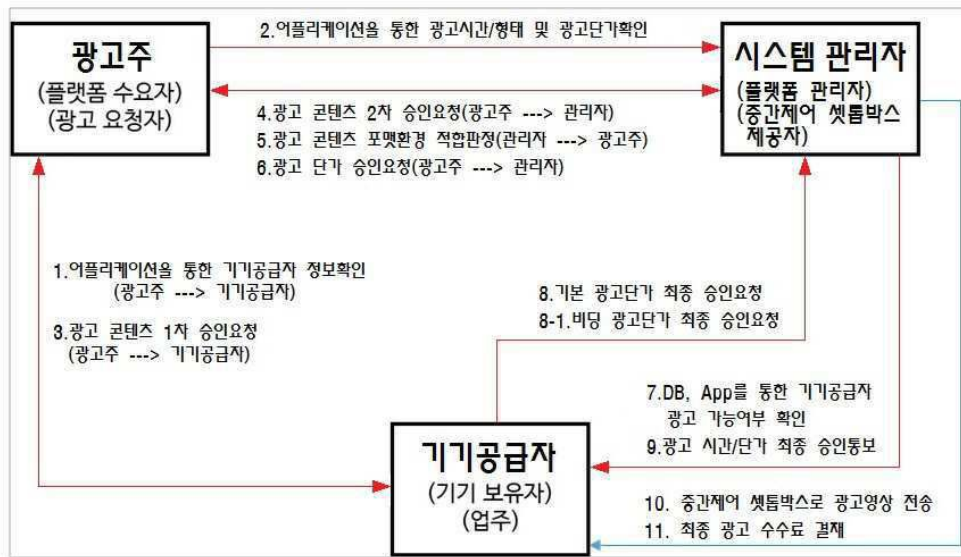 2.어플리케이션을 통한 광고시간/형태 및 광고단가확인
광고주
(플랫폼 수요자)
(광고 요청자)
시스템 관리자
(플랫폼 관리자)
(중간제어 셋톱박스
제공자)
4.광고 콘텐츠 2차 승인요청(광고주 ---> 관리자)
5.광고 콘텐츠 포맷환경 적합판정(관리자 ---> 광고주)
6.광고 단가 승인요청(광고주 ---> 관리자)
1.어플리케이션을 통한 기기공급자 정보확인
(광고주 ---> 기기공급자)
3.광고 콘텐츠 1차 승인요청
(광고주 ---> 기기공급자)
8.기본 광고단가 최종 승인요청
8-1.비딩 광고단가 최종 승인요청
7.DB, App를 통한 기기공급자
광고 가능여부 확인
9.광고 시간/단가 최종 승인통보
기기공급자
(기기 보유자)
(업주)
10. 중간제어 셋톱박스로 광고영상 전송
11. 최종 광고 수수료 결재